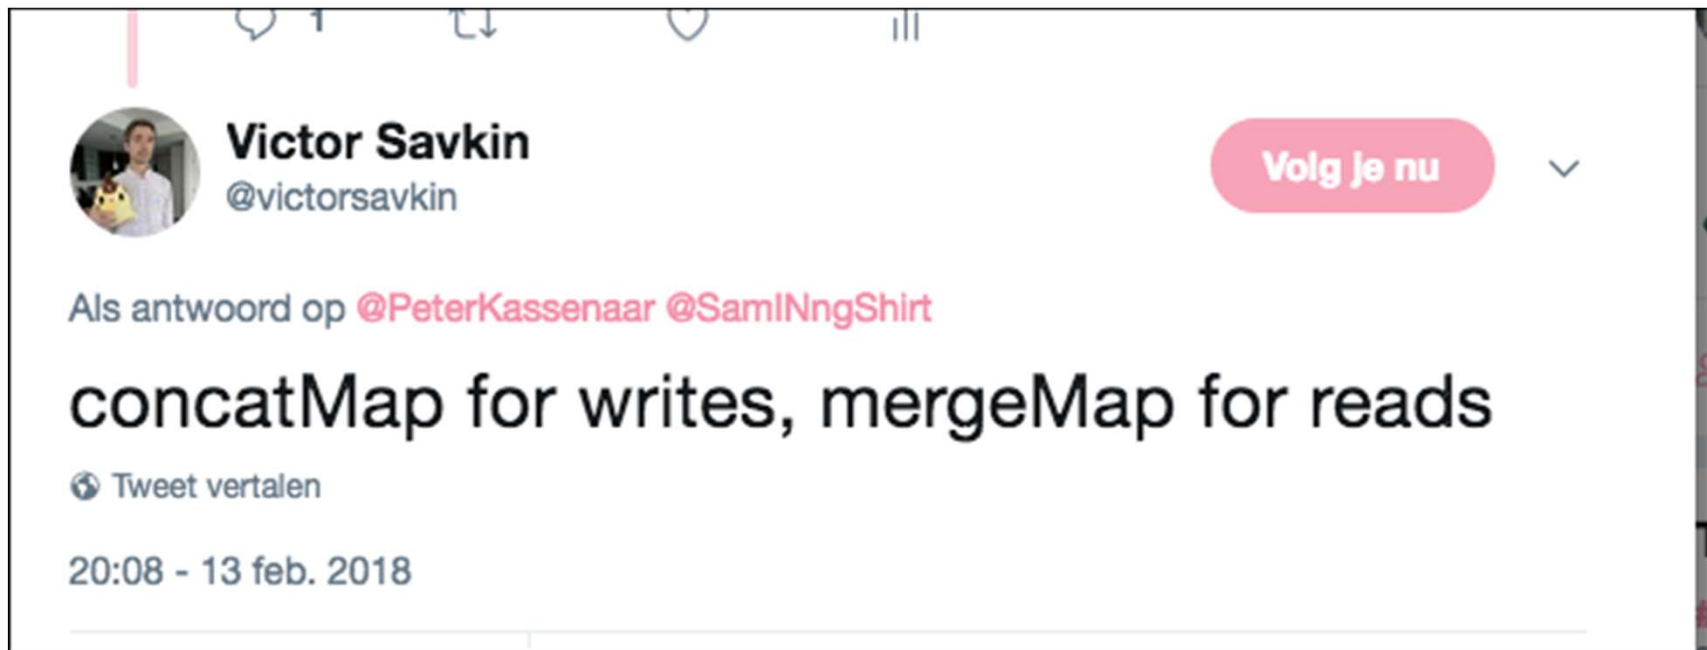 1
Victor Savkin
@victorsavkin
Volg je nu
Als antwoord op @PeterKassenaar @SamINngShirt
concatMap for writes, mergeMap for reads
Tweet vertalen
20:08 - 13 feb. 2018